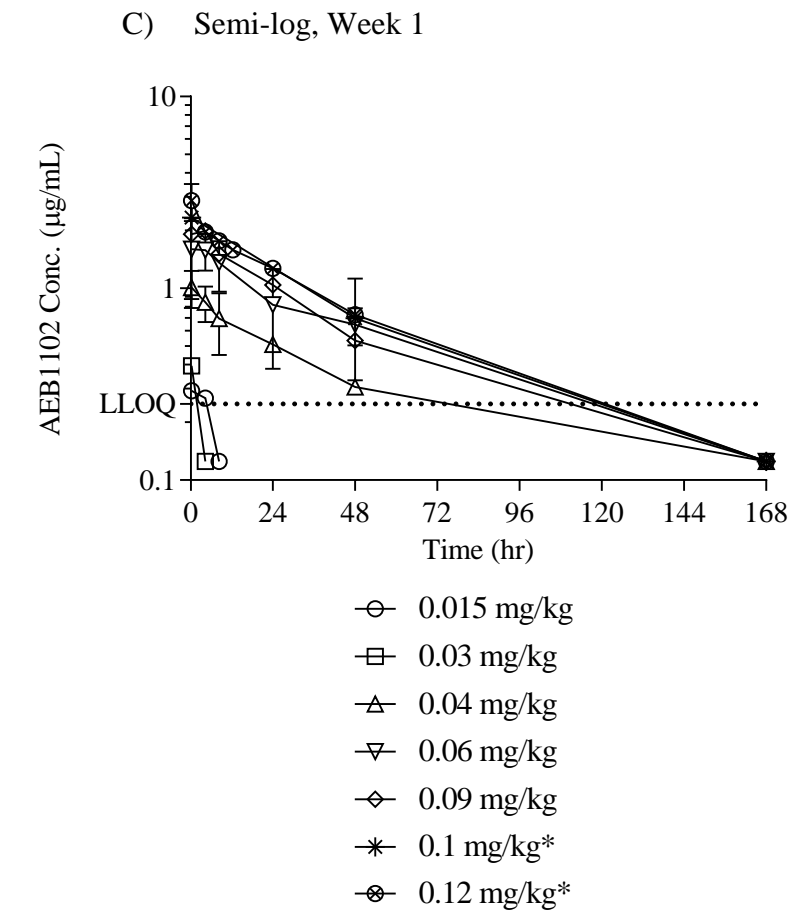 C) Semi-log, Week 1
10
1
LLOQ
0.1
AEB1102 Conc. (µg/mL)
0 24 48 72 96 120 144 168
Time (hr)
0.015 mg/kg
0.03 mg/kg
0.04 mg/kg
0.06 mg/kg
0.09 mg/kg
0.1 mg/kg*
0.12 mg/kg*